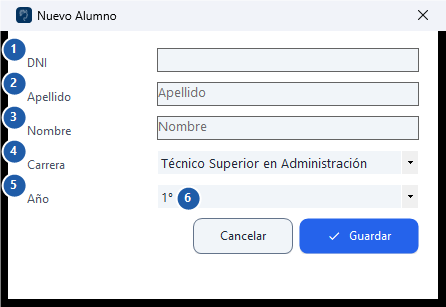 Nuevo Alumno
1
DNI
2
Apellido
Apellido
3
Nombre
Nombre
4
Carrera
Técnico Superior en Administración
5
Año
1°
6
Cancelar
Guardar